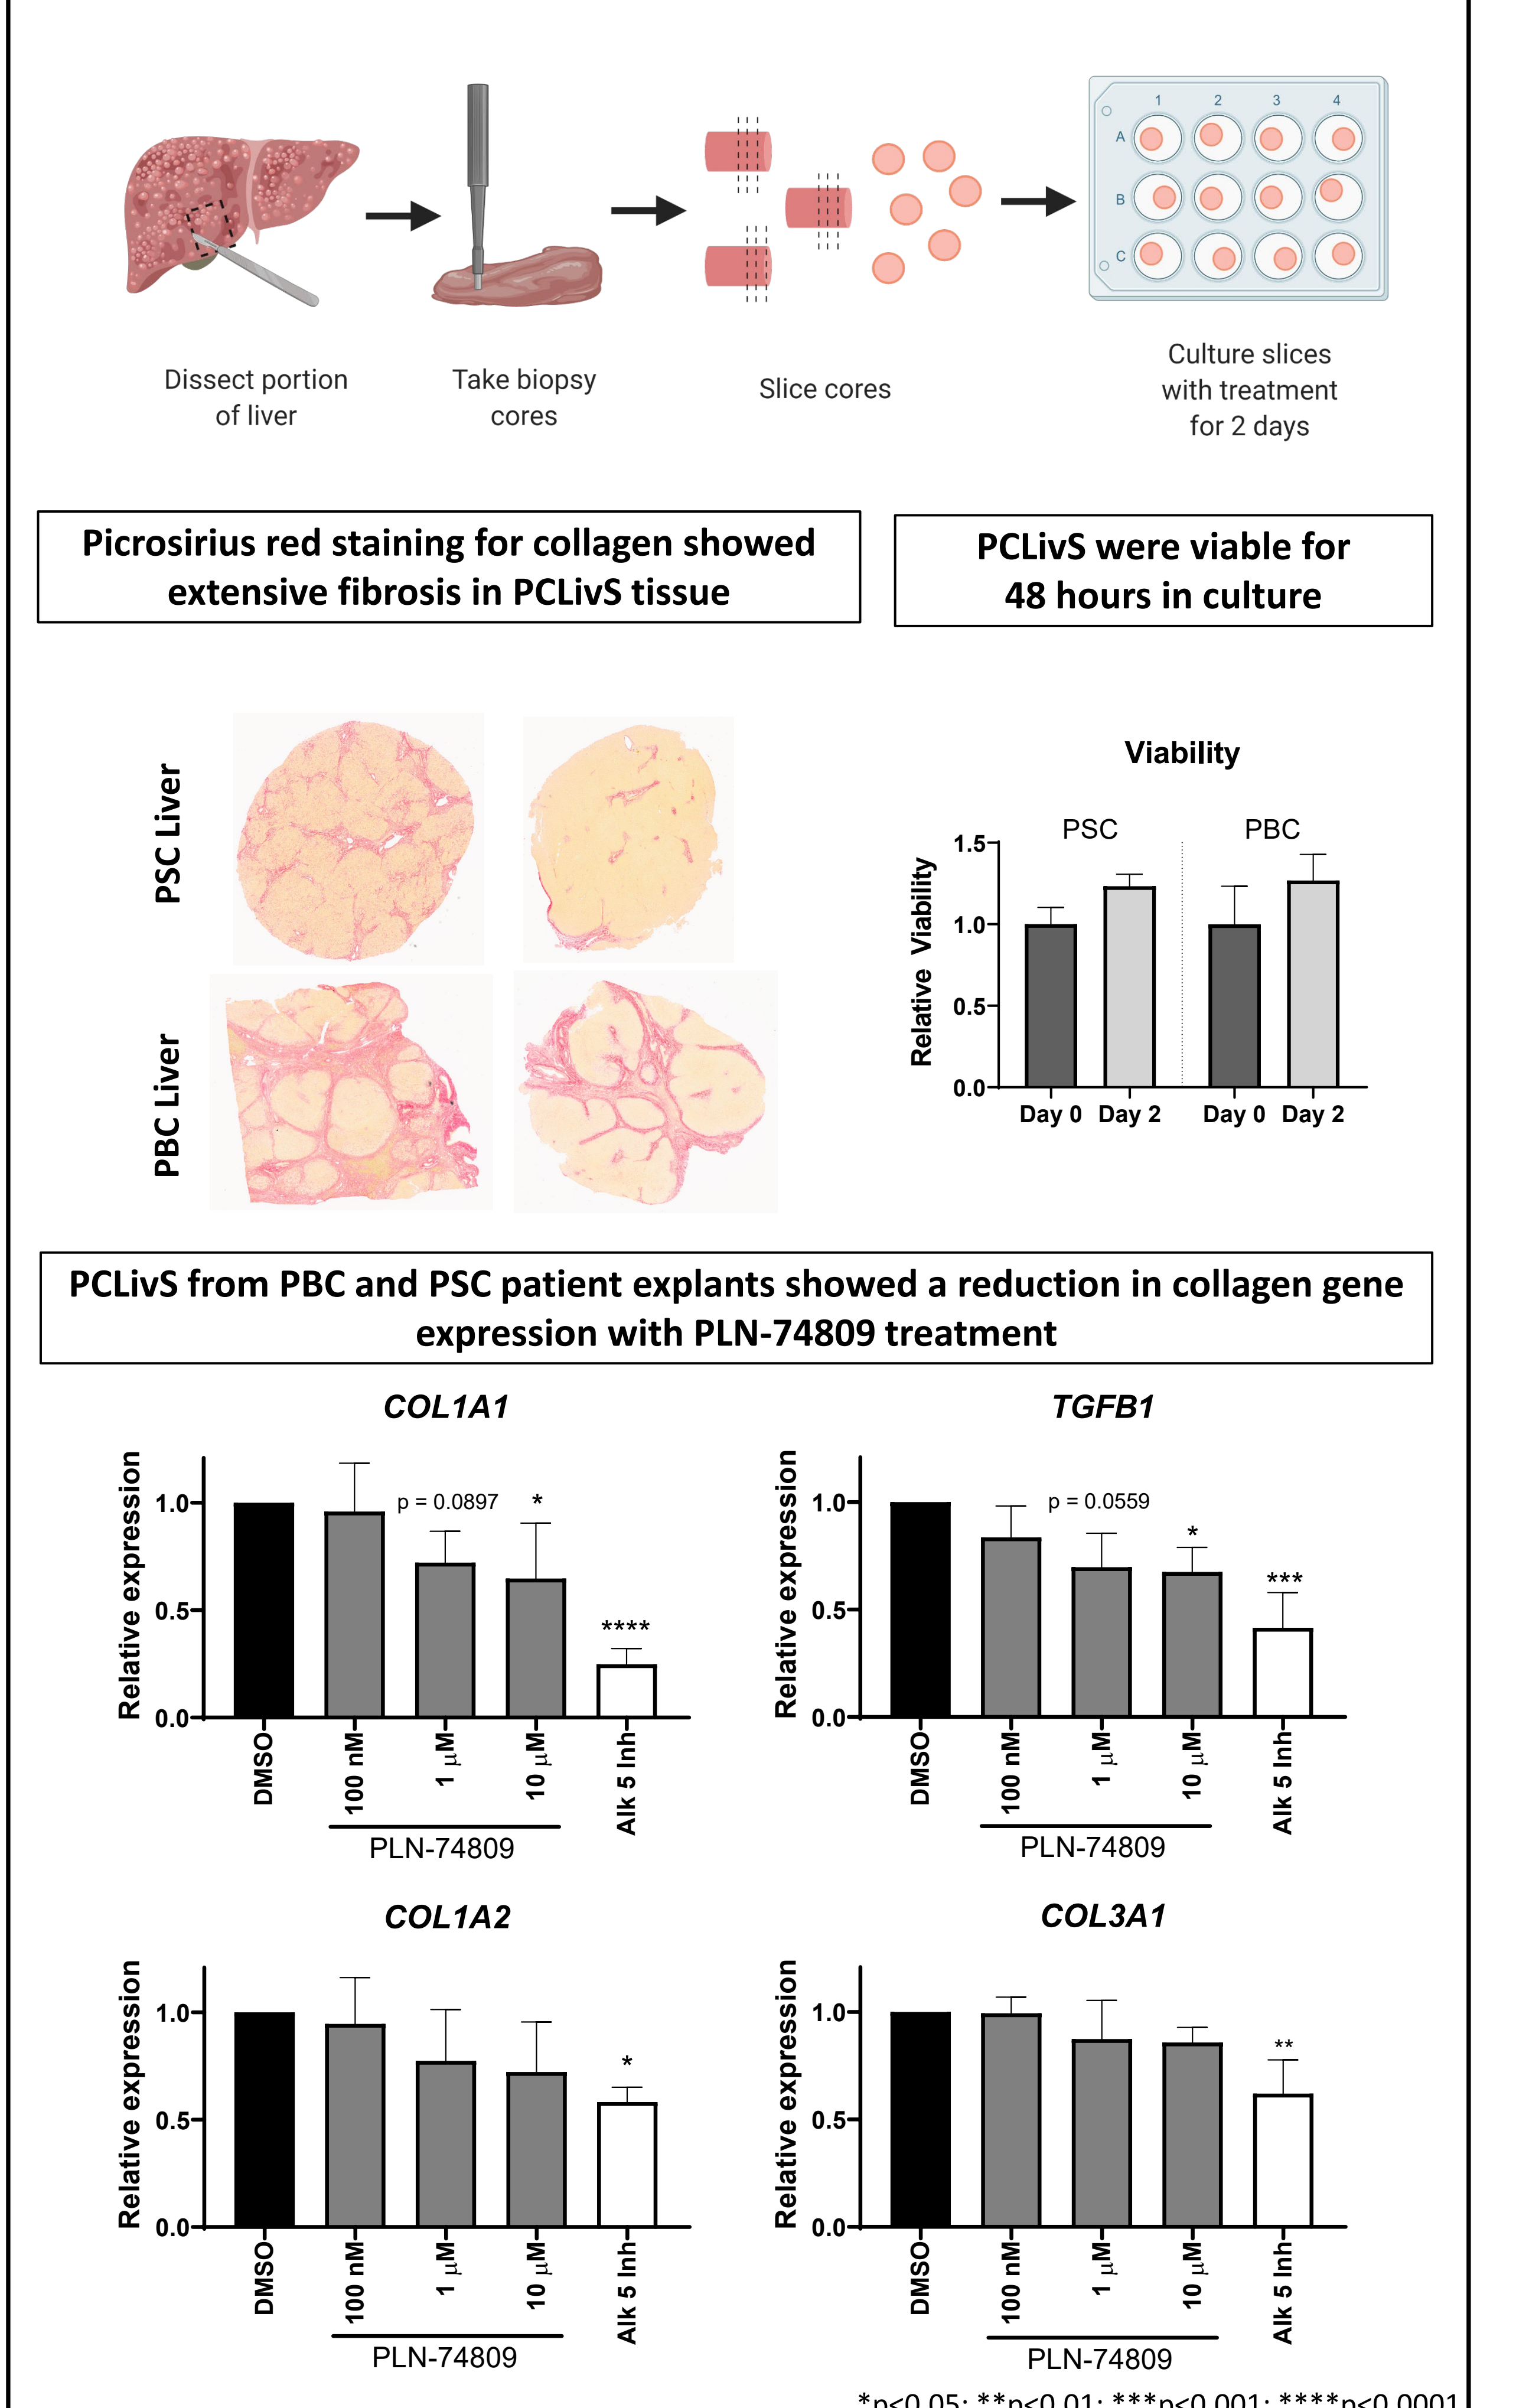 1 2 3 4
A
B
C
Dissect portion
of liver
Take biopsy
cores
Slice cores
Culture slices
with treatment
for 2 days
Picrosirius red staining for collagen showed
extensive fibrosis in PCLivS tissue
PCLivS were viable for
48 hours in culture
PSC Liver
PBC Liver
Viability
PSC PBC
Relative Viability
1.5
1.0
0.5
0.0
Day 0 Day 2 Day 0 Day 2
PCLivS from PBC and PSC patient explants showed a reduction in collagen gene
expression with PLN-74809 treatment
COL1A1
Relative expression
1.0
0.5
0.0
p = 0.0897
*
****
DMSO
100 nM
1 µM
10 µM
Alk 5 Inh
PLN-74809
TGFB1
Relative expression
1.0
0.5
0.0
p = 0.0559
*
***
DMSO
100 nM
1 µM
10 µM
Alk 5 Inh
PLN-74809
COL1A2
Relative expression
1.0
0.5
0.0
*
DMSO
100 nM
1 µM
10 µM
Alk 5 Inh
PLN-74809
COL3A1
Relative expression
1.0
0.5
0.0
**
DMSO
100 nM
1 µM
10 µM
Alk 5 Inh
PLN-74809
*p<0.05; **p<0.01; ***p<0.001; ****p<0.0001